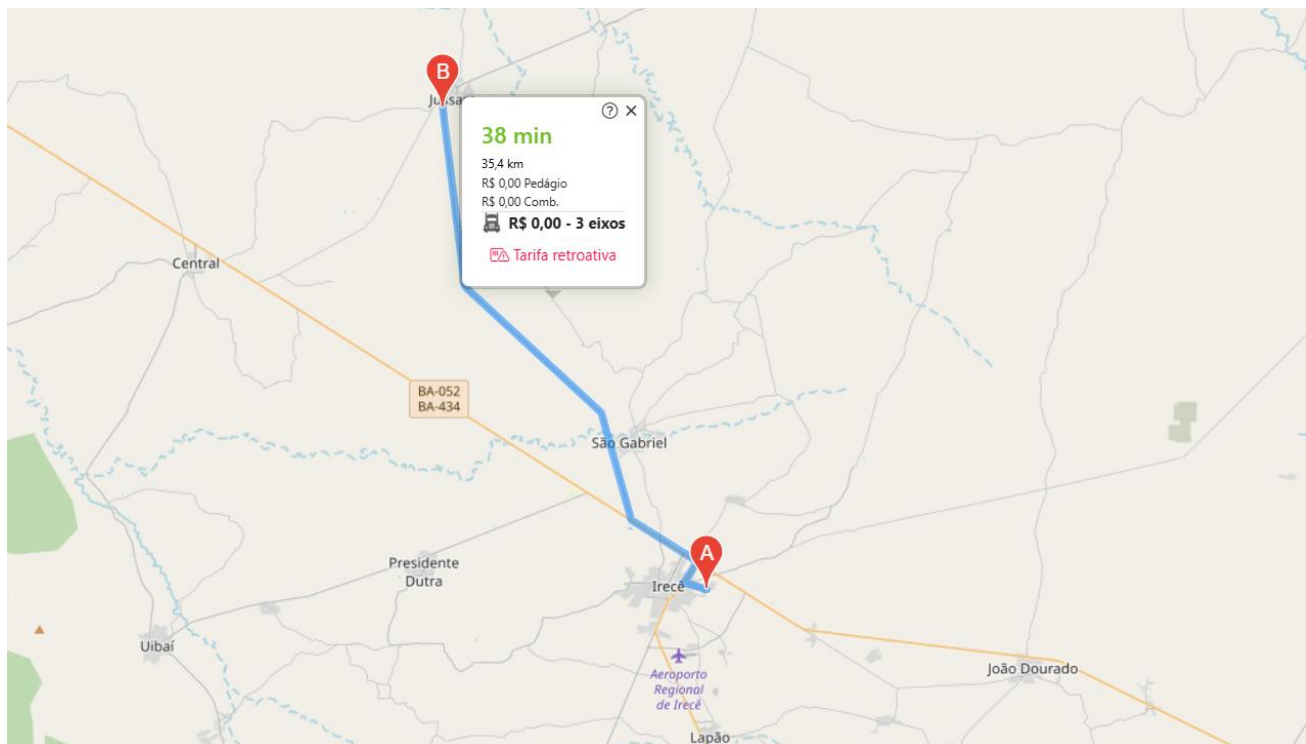 B
38 min
35,4 km
R$ 0,00 Pedágio
R$ 0,00 Comb.
R$ 0,00 - 3 eixos
Tarifa retroativa
Central
BA-052
BA-434
São Gabriel
A
Presidente
Dutra
Irecê
Uibaí
Aeroporto
Regional
de Irecê
João Dourado
Lapão